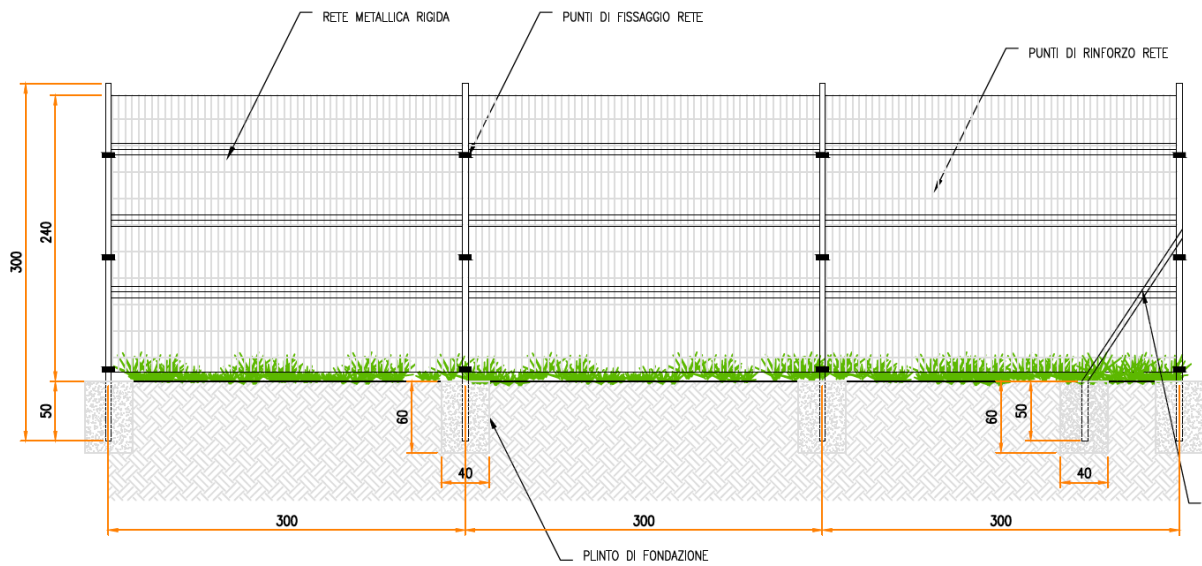 RETE METALLICA RIGIDA
PUNTI DI FISSAGGIO RETE
PUNTI DI RINFORZO RETE
300
240
50
60
40
60
50
40
300
300
300
PLINTO DI FONDAZIONE